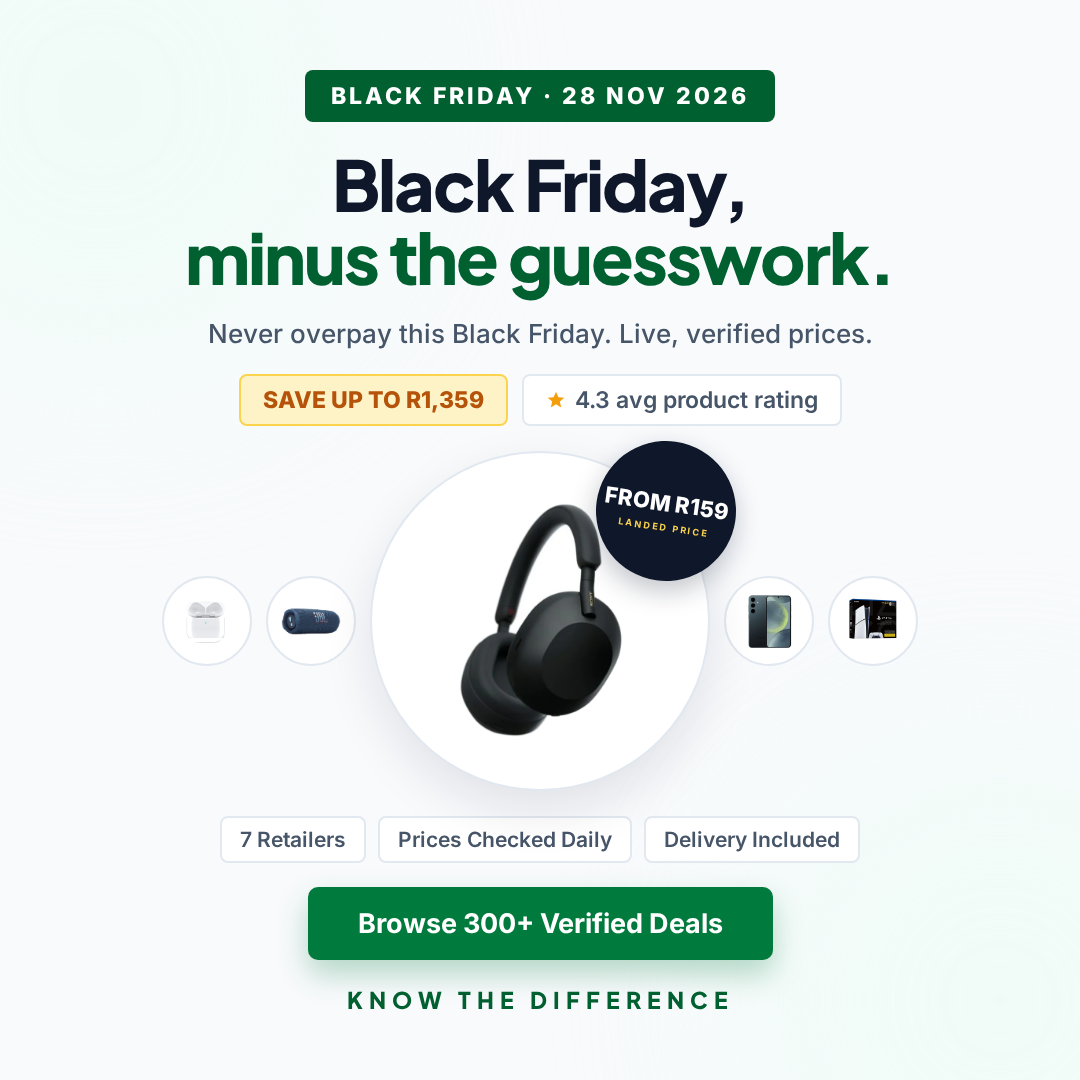 BLACK FRIDAY · 28 NOV 2026
Black Friday,
minus the guesswork.
Never overpay this Black Friday. Live, verified prices.
SAVE UP TO R1,359
★ 4.3 avg product rating
FROM R159
LANDED PRICE
JBL
7 Retailers
Prices Checked Daily
Delivery Included
Browse 300+ Verified Deals
KNOW THE DIFFERENCE